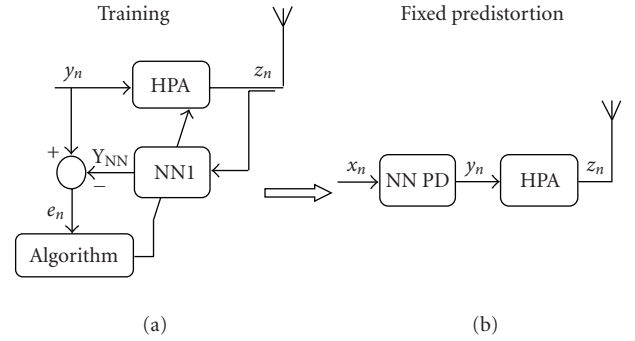 Training
Fixed predistortion
y_n
HPA
z_n
+
Y_NN
−
NN1
e_n
Algorithm
x_n
NN PD
y_n
HPA
z_n
(a)
(b)